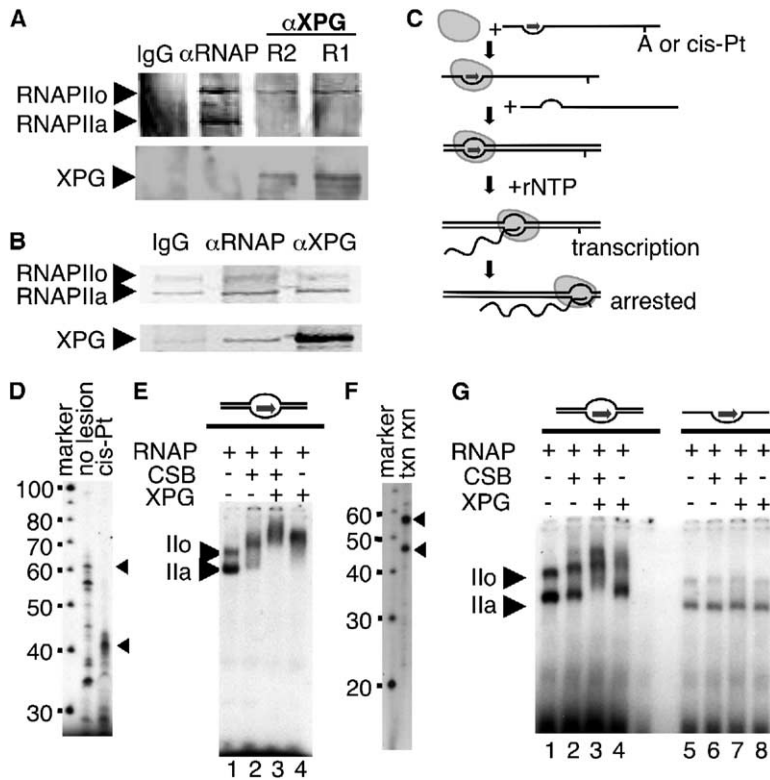 A
αXPG
IgG αRNAP R2 R1
RNAPIIo
RNAPIIa
XPG
B
IgG αRNAP αXPG
RNAPIIo
RNAPIIa
XPG
C
+
A or cis-Pt
+
+rNTP
transcription
arrested
D
marker
no lesion
cis-Pt
100
80
70
60
50
40
30
E
RNAP + + + +
CSB - + + -
XPG - - + +
IIo
IIa
1 2 3 4
F
marker
txn rxn
60
50
40
30
20
G
RNAP + + + + + + + +
CSB - + + - - + + -
XPG - - + + - - + +
IIo
IIa
1 2 3 4 5 6 7 8